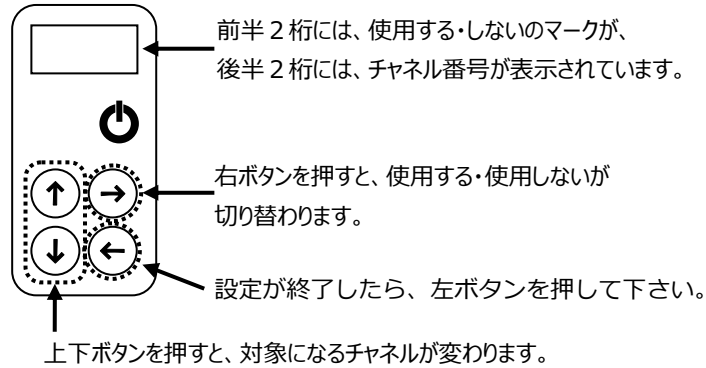 前半２桁には、使用する・しないのマークが、
後半２桁には、チャネル番号が表示されています。
右ボタンを押すと、使用する・使用しないが
切り替わります。
設定が終了したら、左ボタンを押して下さい。
上下ボタンを押すと、対象になるチャネルが変わります。